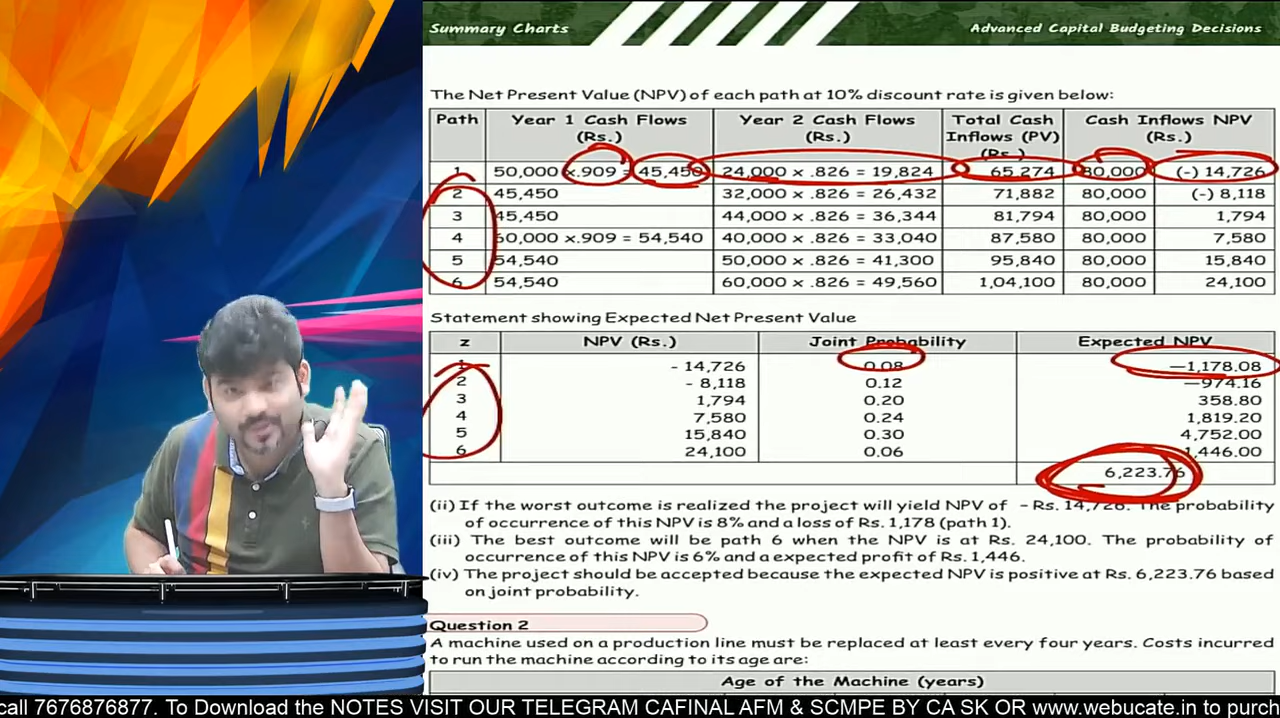 Summary Charts
Advanced Capital Budgeting Decisions
The Net Present Value (NPV) of each path at 10% discount rate is given below:
Path Year 1 Cash Flows (Rs.) Year 2 Cash Flows (Rs.) Total Cash Inflows (PV) (Rs.) Cash Inflows NPV (Rs.)
1 50,000 x.909 = 45,450 24,000 x .826 = 19,824 65,274 80,000 (-) 14,726
2 45,450 32,000 x .826 = 26,432 71,882 80,000 (-) 8,118
3 45,450 44,000 x .826 = 36,344 81,794 80,000 1,794
4 60,000 x.909 = 54,540 40,000 x .826 = 33,040 87,580 80,000 7,580
5 54,540 50,000 x .826 = 41,300 95,840 80,000 15,840
6 54,540 60,000 x .826 = 49,560 1,04,100 80,000 24,100
Statement showing Expected Net Present Value
z NPV (Rs.) Joint Probability Expected NPV
1 - 14,726 0.08 —1,178.08
2 - 8,118 0.12 —974.16
3 1,794 0.20 358.80
4 7,580 0.24 1,819.20
5 15,840 0.30 4,752.00
6 24,100 0.06 1,446.00
6,223.76
(ii) If the worst outcome is realized the project will yield NPV of - Rs. 14,726. The probability
of occurrence of this NPV is 8% and a loss of Rs. 1,178 (path 1).
(iii) The best outcome will be path 6 when the NPV is at Rs. 24,100. The probability of
occurrence of this NPV is 6% and a expected profit of Rs. 1,446.
(iv) The project should be accepted because the expected NPV is positive at Rs. 6,223.76 based
on joint probability.
Question 2
A machine used on a production line must be replaced at least every four years. Costs incurred
to run the machine according to its age are:
Age of the Machine (years)
call 7676876877. To Download the NOTES VISIT OUR TELEGRAM CAFINAL AFM & SCMPE BY CA SK OR www.webucate.in to purch